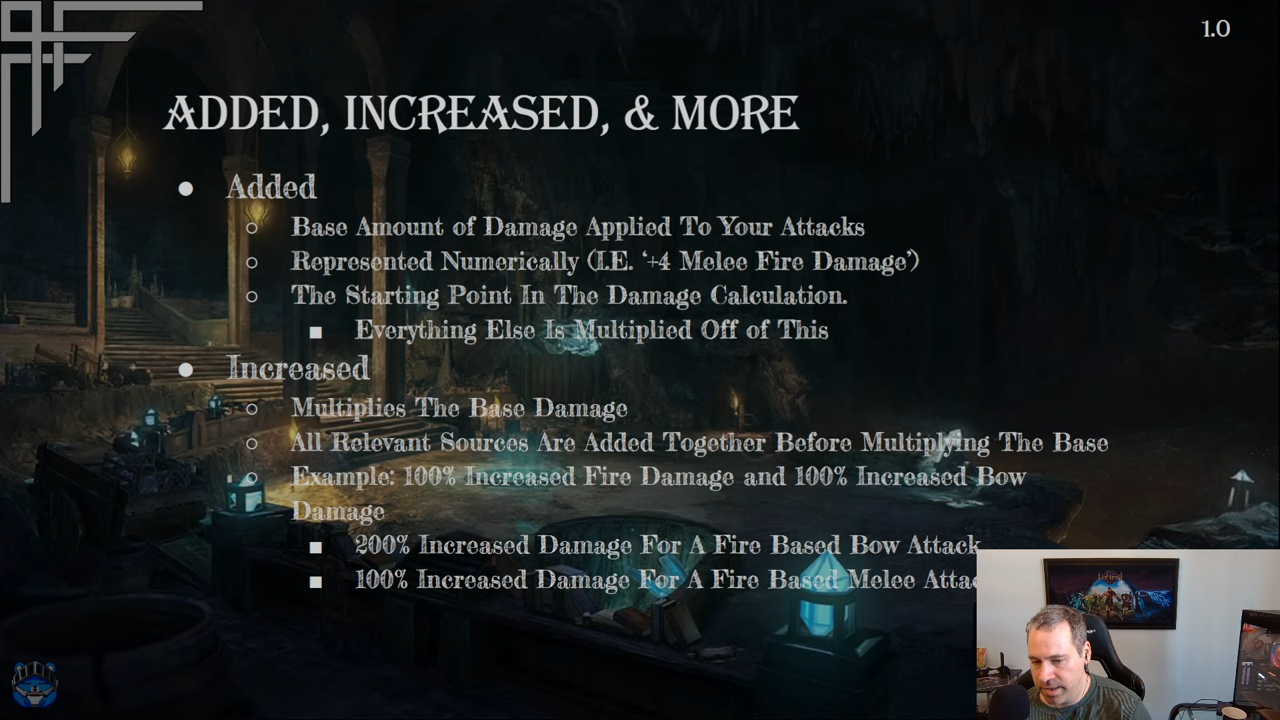 1.0
ADDED, INCREASED, & MORE
● Added
○ Base Amount of Damage Applied To Your Attacks
○ Represented Numerically (I.E. ‘+4 Melee Fire Damage’)
○ The Starting Point In The Damage Calculation.
■ Everything Else Is Multiplied Off of This
● Increased
○ Multiplies The Base Damage
○ All Relevant Sources Are Added Together Before Multiplying The Base
○ Example: 100% Increased Fire Damage and 100% Increased Bow
Damage
■ 200% Increased Damage For A Fire Based Bow Attack
■ 100% Increased Damage For A Fire Based Melee Attac